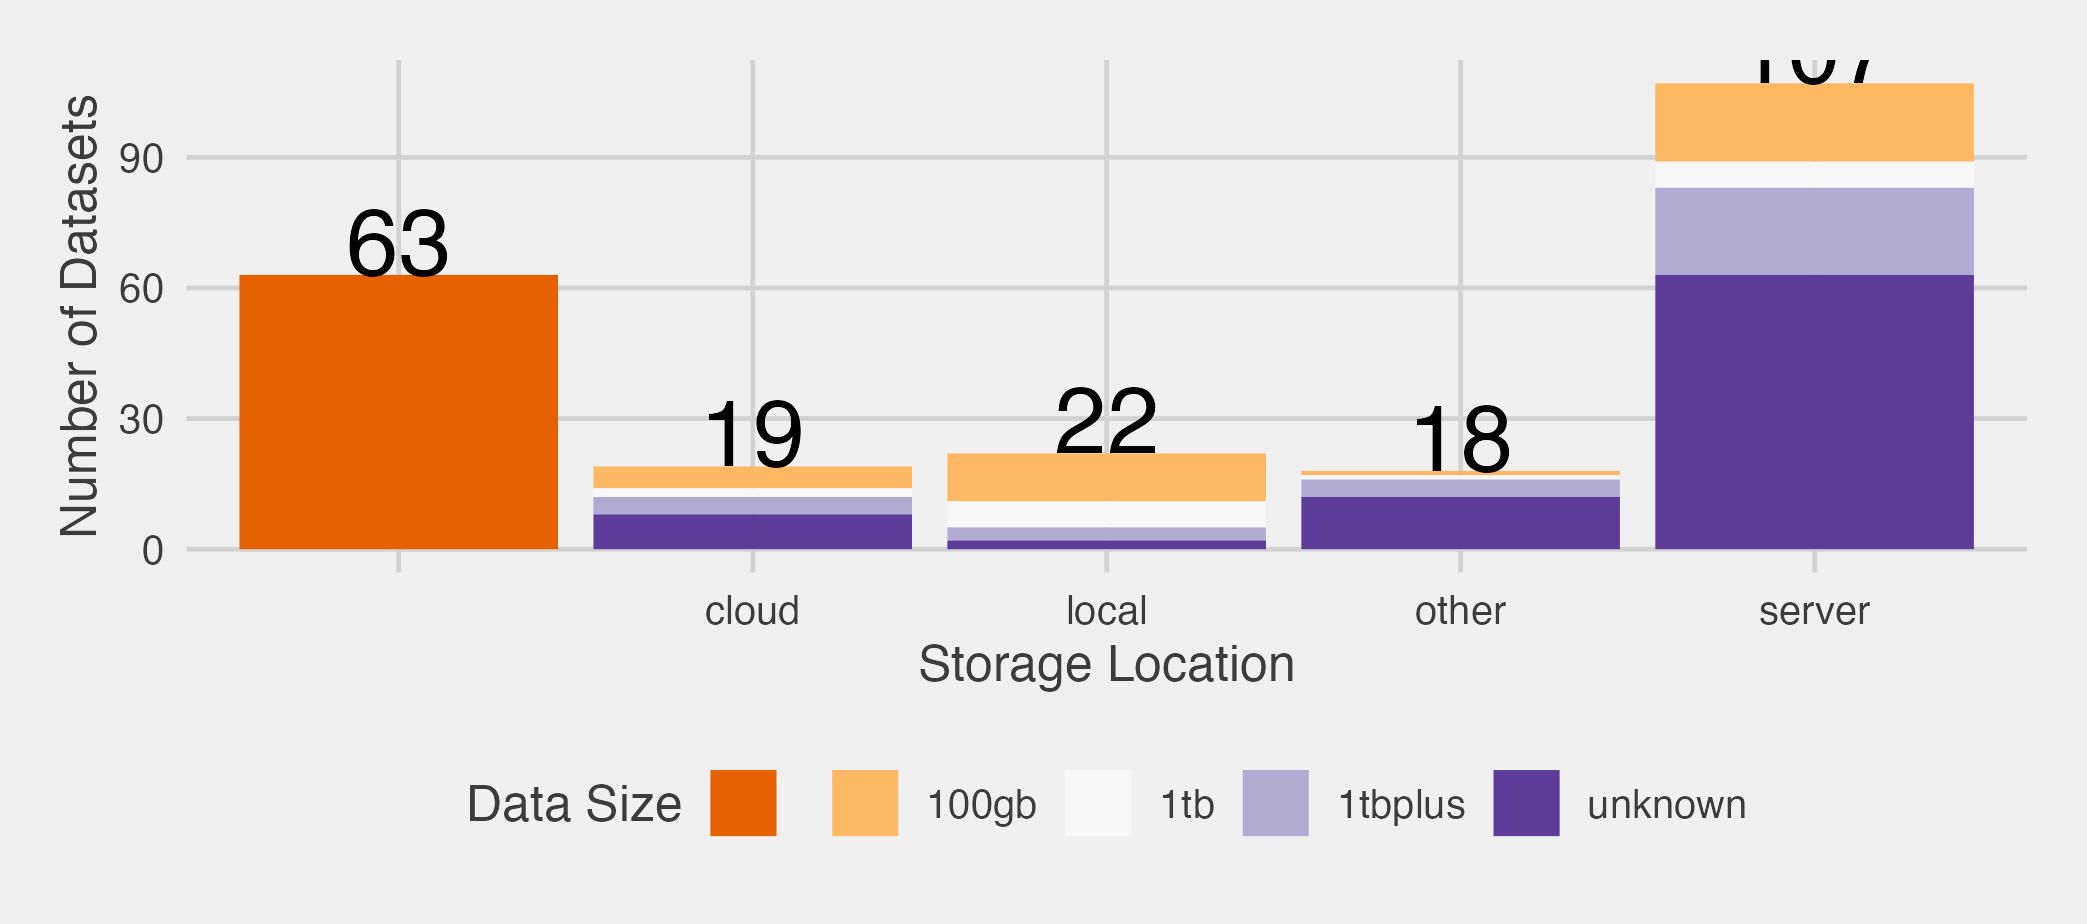 107
90
63
60
30
19
22
18
0
cloud
local
other
server
Number of Datasets
Storage Location
Data Size
100gb
1tb
1tbplus
unknown